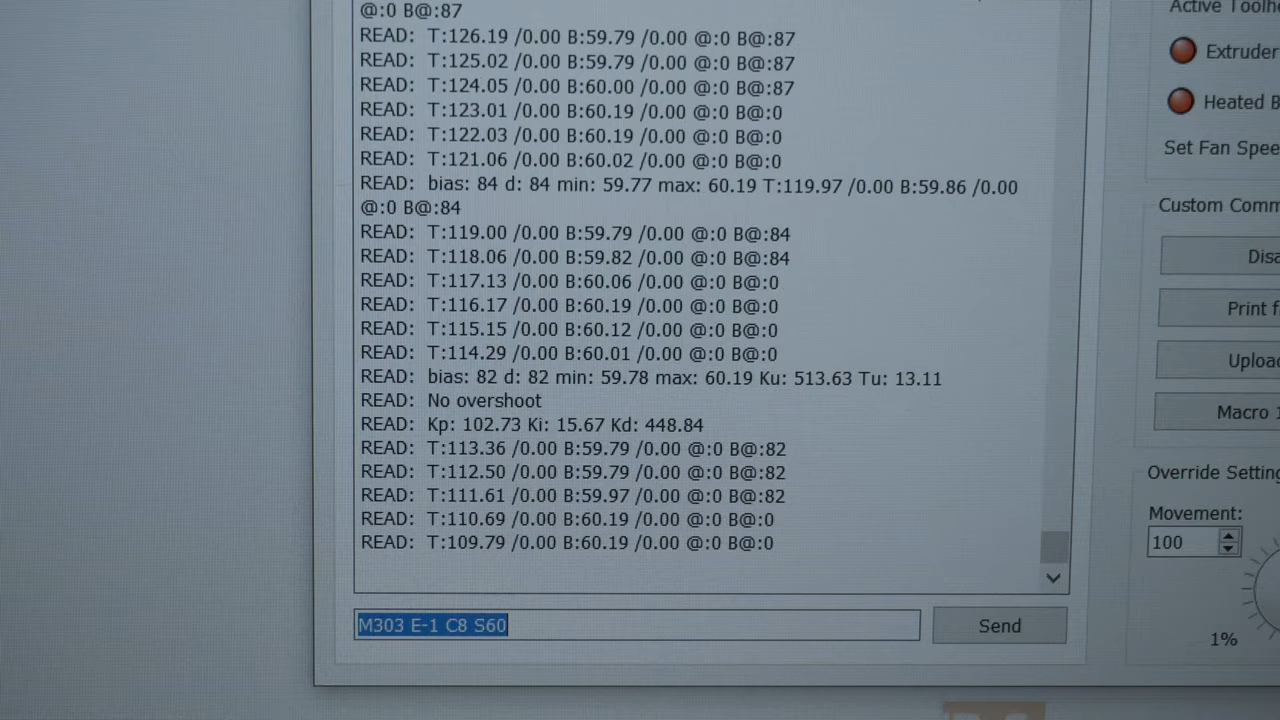 @:0 B@:87
READ: T:126.19 /0.00 B:59.79 /0.00 @:0 B@:87
READ: T:125.02 /0.00 B:59.79 /0.00 @:0 B@:87
READ: T:124.05 /0.00 B:60.00 /0.00 @:0 B@:87
READ: T:123.01 /0.00 B:60.19 /0.00 @:0 B@:0
READ: T:122.03 /0.00 B:60.19 /0.00 @:0 B@:0
READ: T:121.06 /0.00 B:60.02 /0.00 @:0 B@:0
READ: bias: 84 d: 84 min: 59.77 max: 60.19 T:119.97 /0.00 B:59.86 /0.00
@:0 B@:84
READ: T:119.00 /0.00 B:59.79 /0.00 @:0 B@:84
READ: T:118.06 /0.00 B:59.82 /0.00 @:0 B@:84
READ: T:117.13 /0.00 B:60.06 /0.00 @:0 B@:0
READ: T:116.17 /0.00 B:60.19 /0.00 @:0 B@:0
READ: T:115.15 /0.00 B:60.12 /0.00 @:0 B@:0
READ: T:114.29 /0.00 B:60.01 /0.00 @:0 B@:0
READ: bias: 82 d: 82 min: 59.78 max: 60.19 Ku: 513.63 Tu: 13.11
READ: No overshoot
READ: Kp: 102.73 Ki: 15.67 Kd: 448.84
READ: T:113.36 /0.00 B:59.79 /0.00 @:0 B@:82
READ: T:112.50 /0.00 B:59.79 /0.00 @:0 B@:82
READ: T:111.61 /0.00 B:59.97 /0.00 @:0 B@:82
READ: T:110.69 /0.00 B:60.19 /0.00 @:0 B@:0
READ: T:109.79 /0.00 B:60.19 /0.00 @:0 B@:0
M303 E-1 C8 S60
Send
Active Toolhe
Extruder
Heated B
Set Fan Spee
Custom Comm
Disa
Print f
Upload
Macro 1
Override Setting
Movement:
100
1%